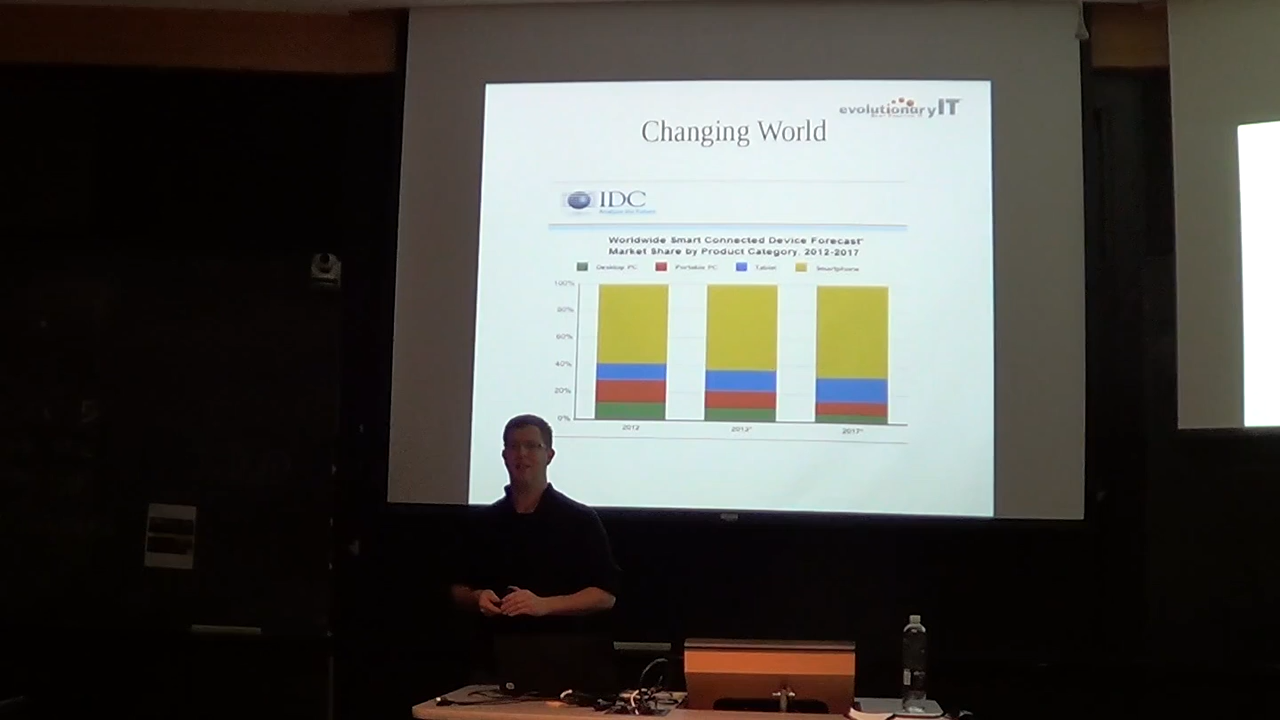 evolutionaryIT
Changing World
IDC
Analyze the Future
Worldwide Smart Connected Device Forecast*
Market Share by Product Category, 2012-2017
Desktop PC Portable PC Tablet Smartphone
100%
80%
60%
40%
20%
0%
2012 2013* 2017*